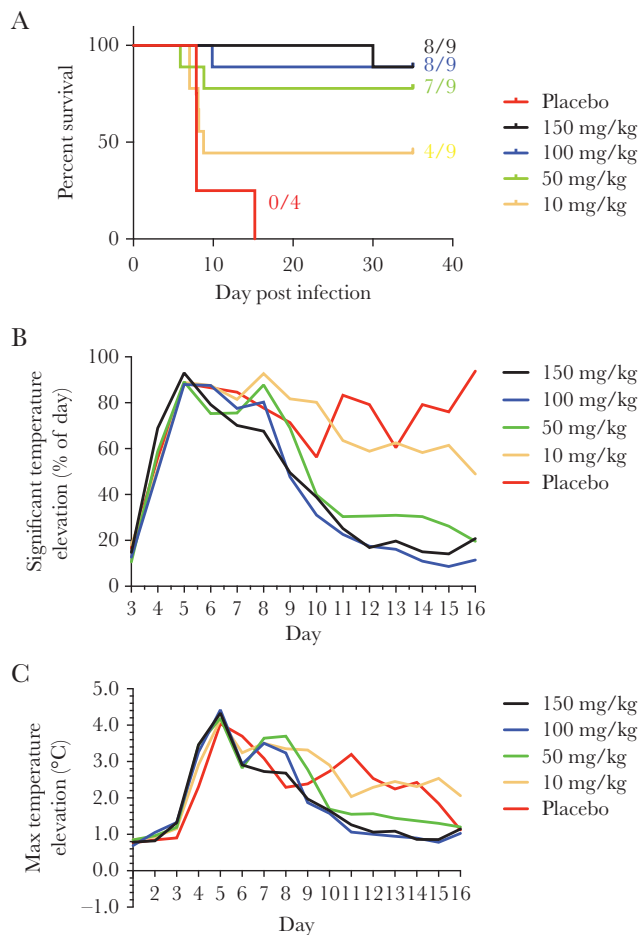 A
100
50
0
Percent survival
8/9
8/9
7/9
4/9
0/4
0 10 20 30 40
Day post infection
Placebo
150 mg/kg
100 mg/kg
50 mg/kg
10 mg/kg
B
100
80
60
40
20
0
Significant temperature
elevation (% of day)
3 4 5 6 7 8 9 10 11 12 13 14 15 16
Day
150 mg/kg
100 mg/kg
50 mg/kg
10 mg/kg
Placebo
C
5.0
4.0
3.0
2.0
1.0
0.0
–1.0
Max temperature
elevation (°C)
2 3 4 5 6 7 8 9 10 11 12 13 14 15 16
Day
150 mg/kg
100 mg/kg
50 mg/kg
10 mg/kg
Placebo